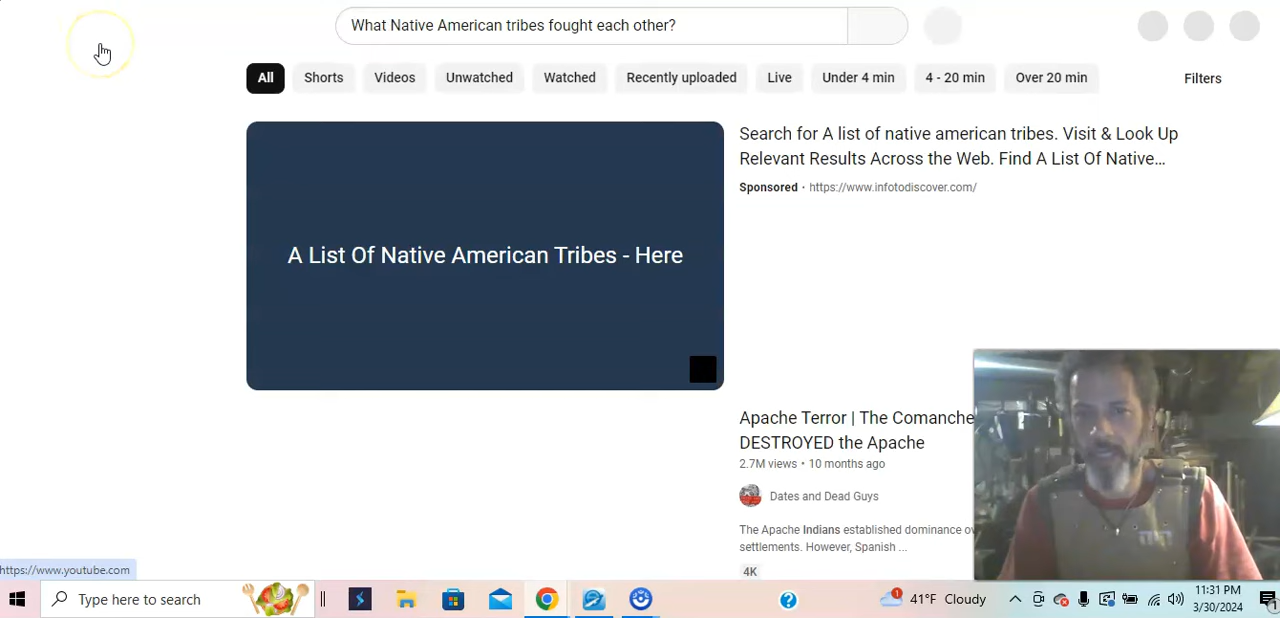 What Native American tribes fought each other?
All
Shorts
Videos
Unwatched
Watched
Recently uploaded
Live
Under 4 min
4 - 20 min
Over 20 min
Filters
A List Of Native American Tribes - Here
Search for A list of native american tribes. Visit & Look Up
Relevant Results Across the Web. Find A List Of Native...
Sponsored · https://www.infotodiscover.com/
Apache Terror | The Comanche
DESTROYED the Apache
2.7M views • 10 months ago
Dates and Dead Guys
The Apache Indians established dominance ov
settlements. However, Spanish ...
4K
https://www.youtube.com
Type here to search
41°F Cloudy
11:31 PM
3/30/2024